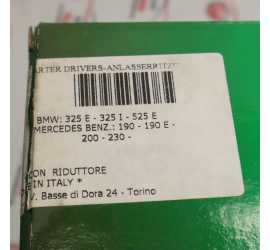 ARTER DRIVERS-ANLASSERRITZ
BMW: 325 E - 325 I - 525 E
MERCEDES BENZ.: 190 - 190 E -
200 - 230 -
CON RIDUTTORE
E IN ITALY *
V. Basse di Dora 24 - Torino